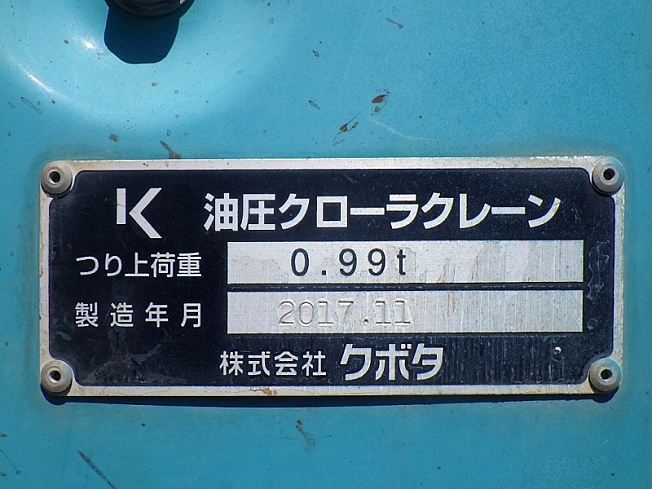 K 油圧クローラクレーン
つり上荷重 0.99t
製造年月 2017.11
株式会社 クボタ